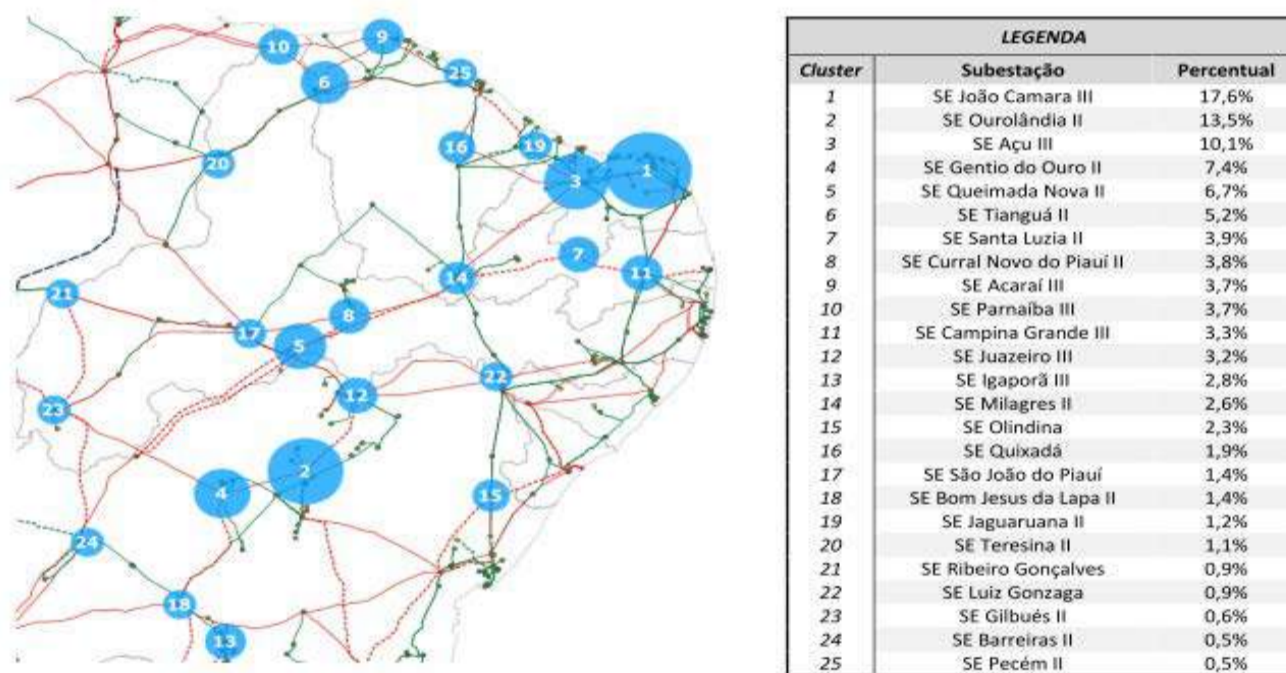 10
9
6
25
20
16
19
3
1
7
11
14
21
8
17
5
12
22
23
2
4
15
24
18
13
LEGENDA
Cluster Subestação Percentual
1 SE João Camara III 17,6%
2 SE Ourolândia II 13,5%
3 SE Açu III 10,1%
4 SE Gentio do Ouro II 7,4%
5 SE Queimada Nova II 6,7%
6 SE Tianguá II 5,2%
7 SE Santa Luzia II 3,9%
8 SE Curral Novo do Piauí II 3,8%
9 SE Acaraí III 3,7%
10 SE Parnaíba III 3,7%
11 SE Campina Grande III 3,3%
12 SE Juazeiro III 3,2%
13 SE Igaporã III 2,8%
14 SE Milagres II 2,6%
15 SE Olindina 2,3%
16 SE Quixadá 1,9%
17 SE São João do Piauí 1,4%
18 SE Bom Jesus da Lapa II 1,4%
19 SE Jaguaruana II 1,2%
20 SE Teresina II 1,1%
21 SE Ribeiro Gonçalves 0,9%
22 SE Luiz Gonzaga 0,9%
23 SE Gilbués II 0,6%
24 SE Barreiras II 0,5%
25 SE Pecém II 0,5%